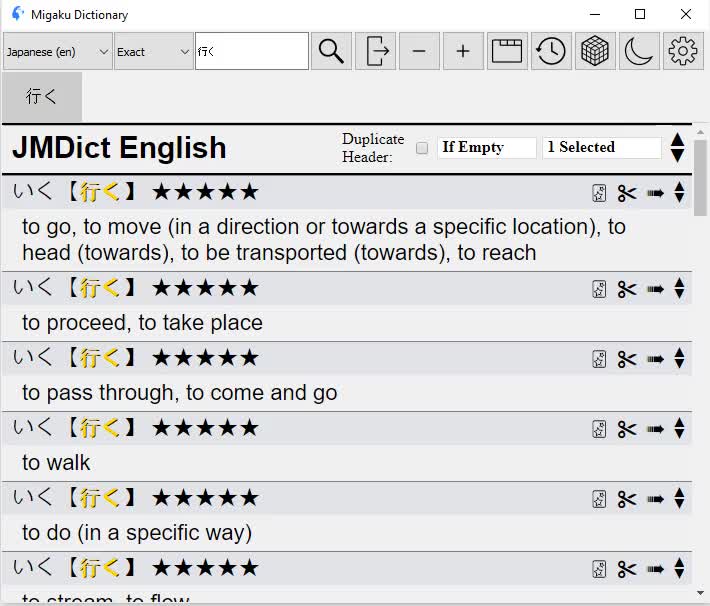 Migaku Dictionary
Japanese (en) Exact 行く
行く
JMDict English Duplicate Header: If Empty 1 Selected
いく【行く】★★★★★
to go, to move (in a direction or towards a specific location), to
head (towards), to be transported (towards), to reach
いく【行く】★★★★★
to proceed, to take place
いく【行く】★★★★★
to pass through, to come and go
いく【行く】★★★★★
to walk
いく【行く】★★★★★
to do (in a specific way)
いく【行く】★★★★★
to stream, to flow